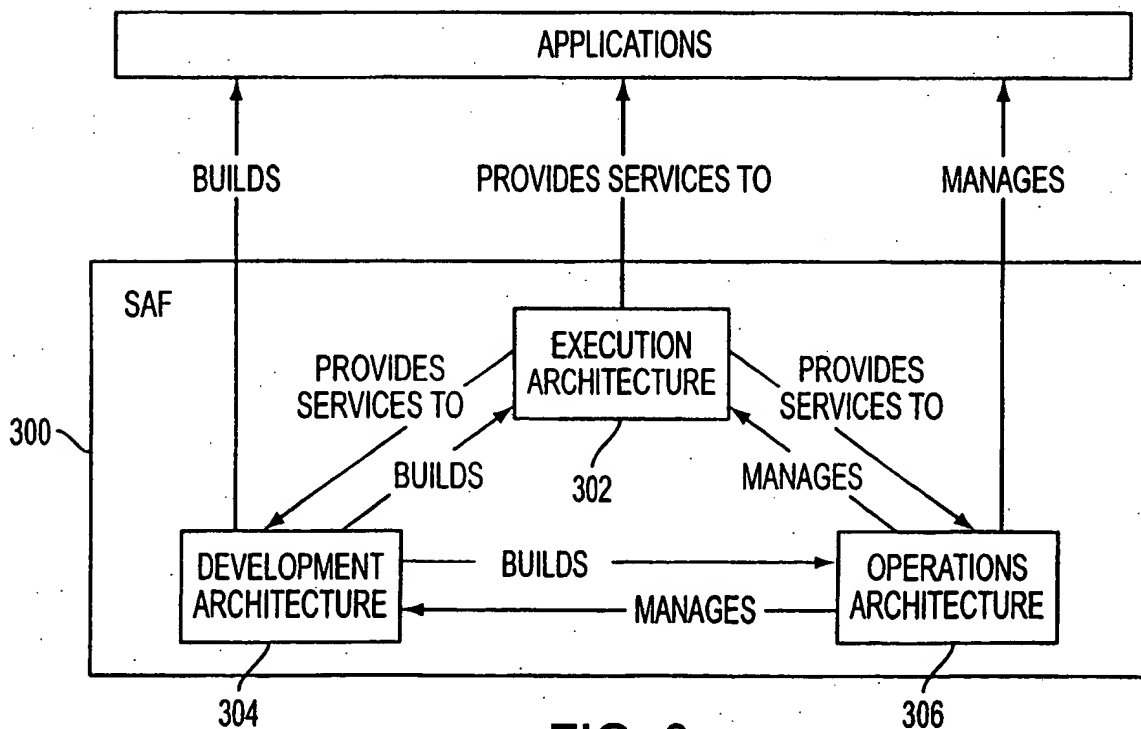 APPLICATIONS
BUILDS
PROVIDES SERVICES TO
MANAGES
SAF
EXECUTION
ARCHITECTURE
PROVIDES
SERVICES TO
PROVIDES
SERVICES TO
300
BUILDS
302
MANAGES
DEVELOPMENT
ARCHITECTURE
BUILDS
MANAGES
OPERATIONS
ARCHITECTURE
304
306